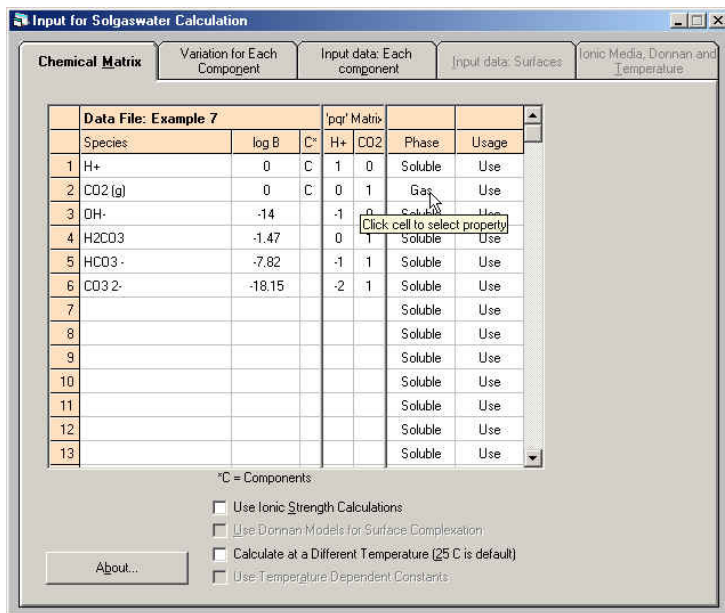 Input for Solgaswater Calculation
Chemical Matrix
Variation for Each Component
Input data: Each component
Input data: Surfaces
Ionic Media, Donnan and Temperature
Data File: Example 7 'pqr' Matrix
Species log B C* H+ CO2 Phase Usage
1 H+ 0 C 1 0 Soluble Use
2 CO2 (g) 0 C 0 1 Gas Use
3 OH- -14 -1 0 Soluble Use
Click cell to select property
4 H2CO3 -1.47 0 1 Soluble Use
5 HCO3 - -7.82 -1 1 Soluble Use
6 CO3 2- -18.15 -2 1 Soluble Use
7 Soluble Use
8 Soluble Use
9 Soluble Use
10 Soluble Use
11 Soluble Use
12 Soluble Use
13 Soluble Use
*C = Components
Use Ionic Strength Calculations
Use Donnan Models for Surface Complexation
Calculate at a Different Temperature (25 C is default)
Use Temperature Dependent Constants
About...